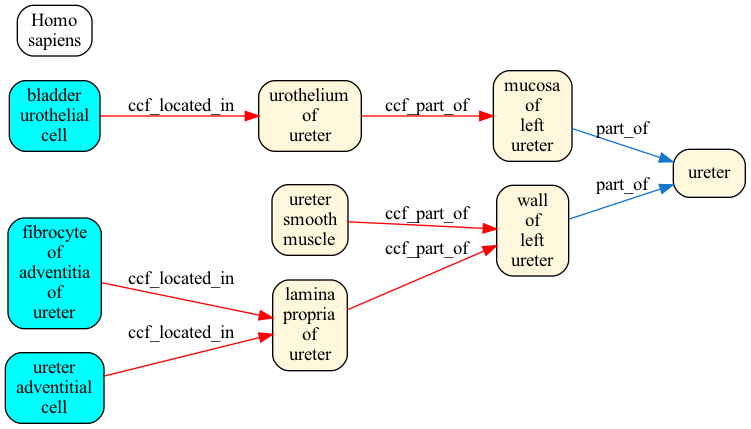 Homo
sapiens
bladder
urothelial
cell
ccf_located_in
urothelium
of
ureter
ccf_part_of
mucosa
of
left
ureter
part_of
ureter
ureter
smooth
muscle
ccf_part_of
wall
of
left
ureter
part_of
fibrocyte
of
adventitia
of
ureter
ccf_located_in
lamina
propria
of
ureter
ccf_part_of
ureter
adventitial
cell
ccf_located_in